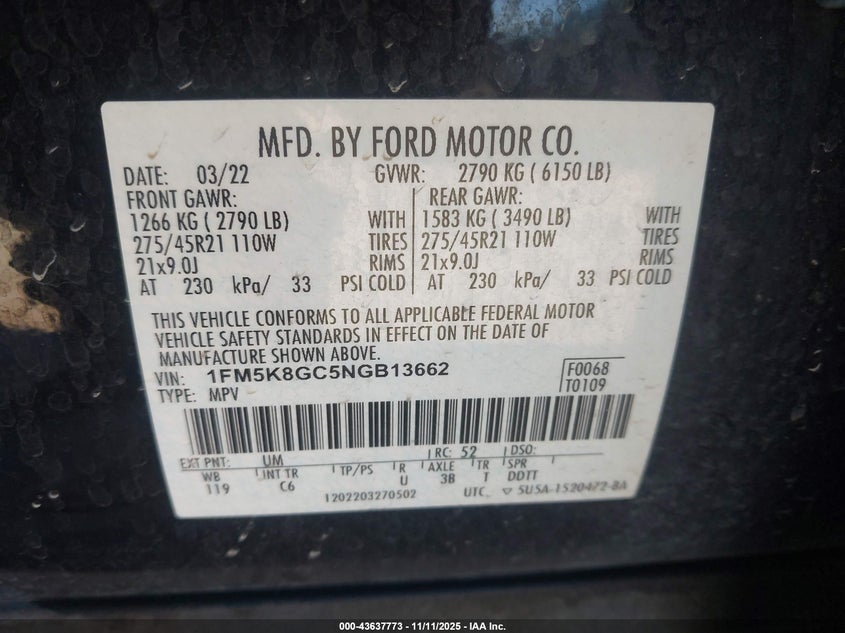 MFD. BY FORD MOTOR CO.
DATE: 03/22 GVWR: 2790 KG ( 6150 LB)
FRONT GAWR: REAR GAWR:
1266 KG ( 2790 LB) WITH 1583 KG ( 3490 LB) WITH
275/45R21 110W TIRES 275/45R21 110W TIRES
21x9.0J RIMS 21x9.0J RIMS
AT 230 kPa/ 33 PSI COLD AT 230 kPa/ 33 PSI COLD
THIS VEHICLE CONFORMS TO ALL APPLICABLE FEDERAL MOTOR
VEHICLE SAFETY STANDARDS IN EFFECT ON THE DATE OF
MANUFACTURE SHOWN ABOVE.
VIN: 1FM5K8GC5NGB13662 F0068
TYPE: MPV T0109
EXT PNT: UM RC: 52 DSO:
WB INT TR TP/PS R AXLE TR SPR
119 C6 U 3B T DDTT
1202203270502 UTC ▽ 5U5A-1520472-BA
000-43637773 - 11/11/2025 - IAA Inc.